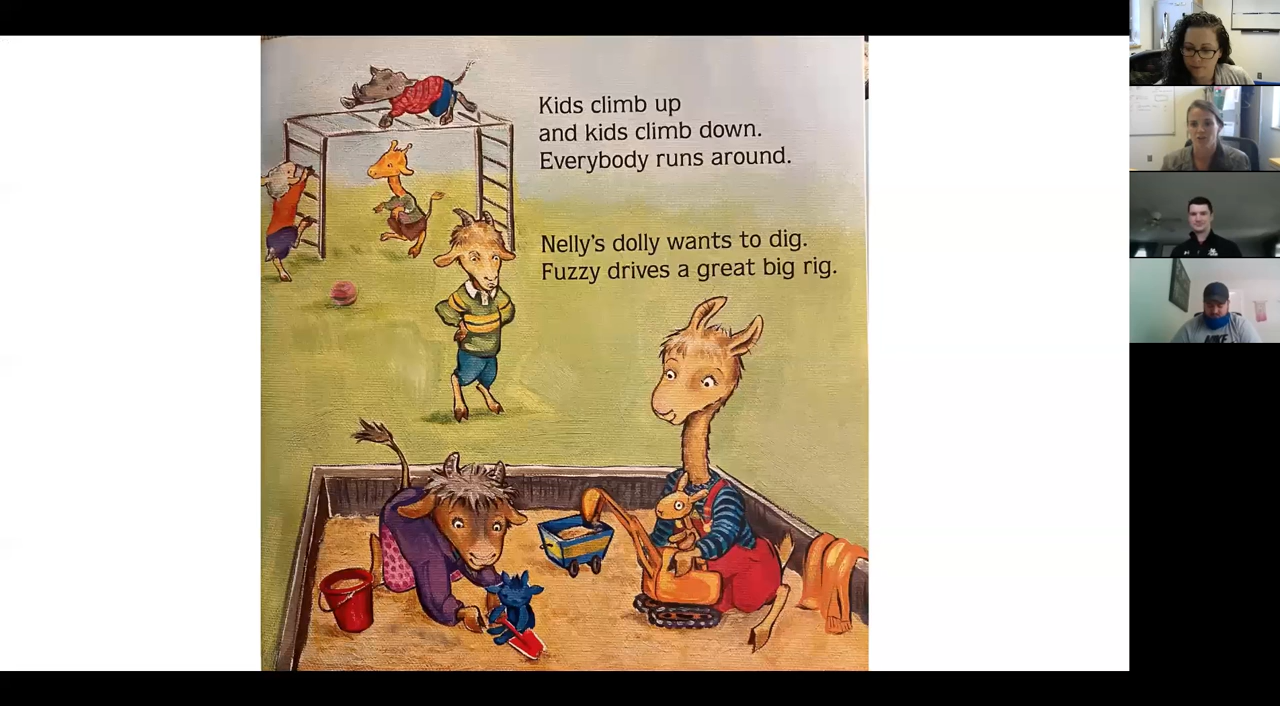 Kids climb up
and kids climb down.
Everybody runs around.
Nelly's dolly wants to dig.
Fuzzy drives a great big rig.
NIKE